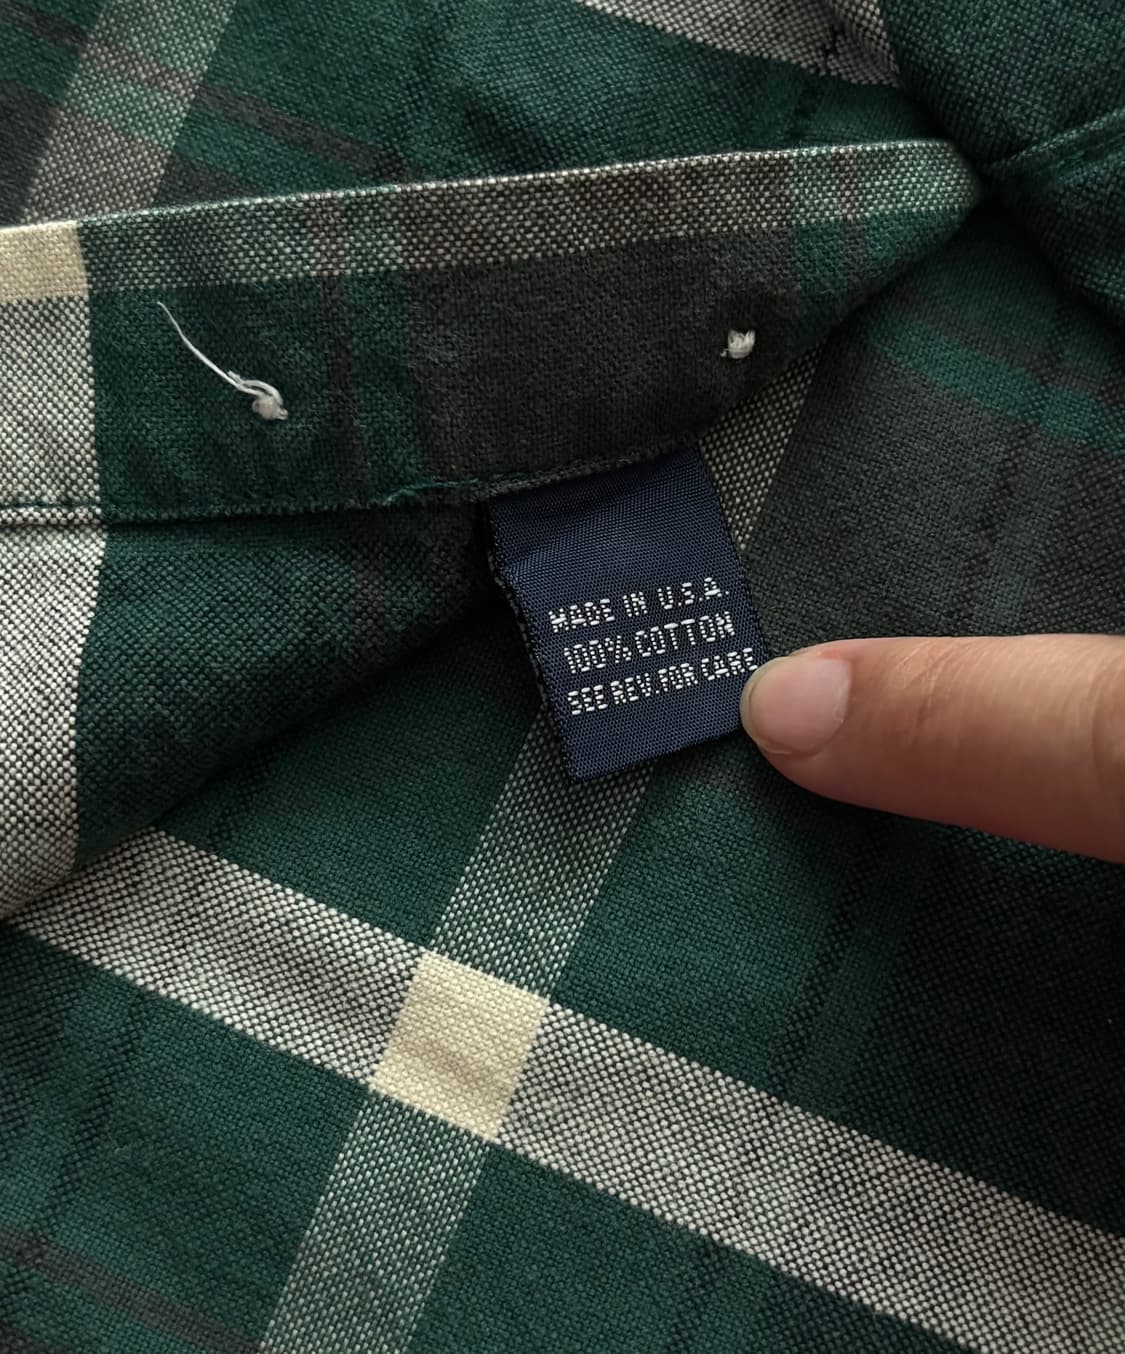 MADE IN U.S.A.
100% COTTON
SEE REV. FOR CARE